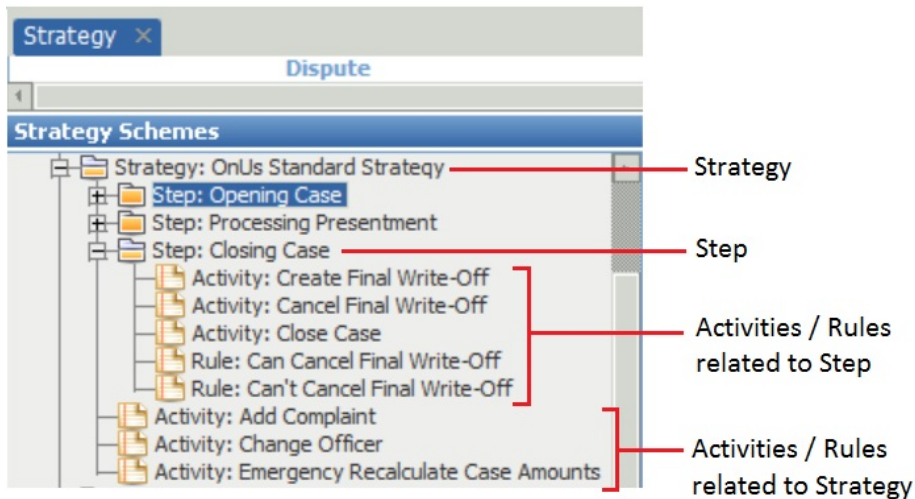 Strategy
Dispute
Strategy Schemes
Strategy: OnUs Standard Strategy
Strategy
Step: Opening Case
Step: Processing Presentment
Step: Closing Case
Step
Activity: Create Final Write-Off
Activity: Cancel Final Write-Off
Activity: Close Case
Rule: Can Cancel Final Write-Off
Rule: Can't Cancel Final Write-Off
Activities / Rules
related to Step
Activity: Add Complaint
Activity: Change Officer
Activity: Emergency Recalculate Case Amounts
Activities / Rules
related to Strategy